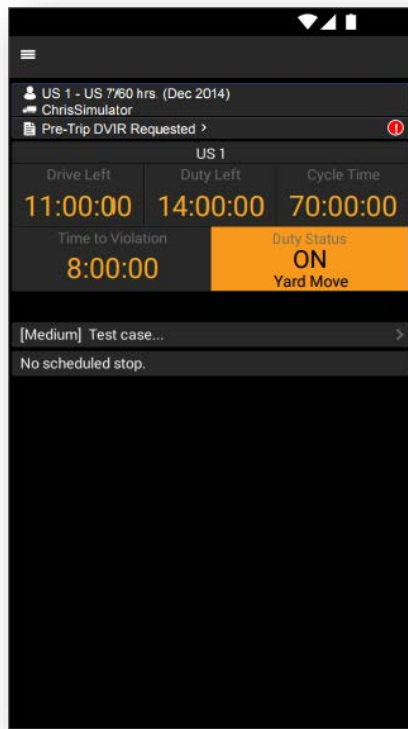 US 1 - US 7/60 hrs. (Dec 2014)
ChrisSimulator
Pre-Trip DVIR Requested >
US 1
Drive Left Duty Left Cycle Time
11:00:00 14:00:00 70:00:00
Time to Violation Duty Status
8:00:00 ON
Yard Move
[Medium] Test case... >
No scheduled stop.